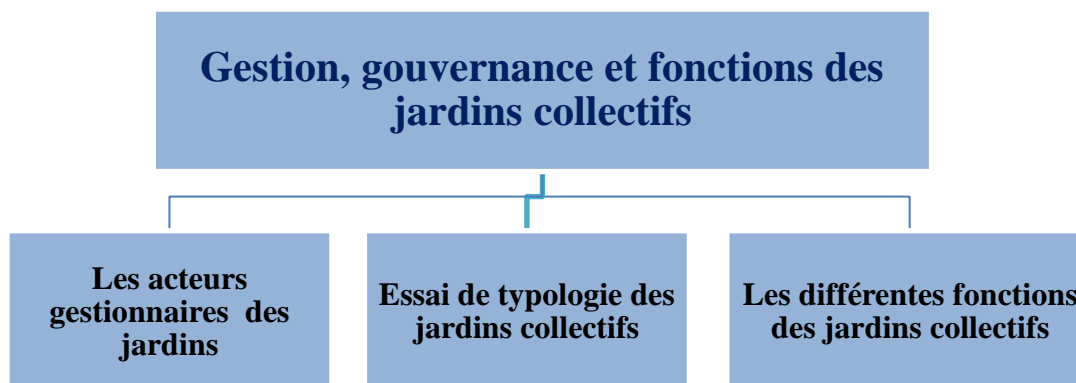 Gestion, gouvernance et fonctions des
jardins collectifs
Les acteurs
gestionnaires des
jardins
Essai de typologie des
jardins collectifs
Les différentes fonctions
des jardins collectifs